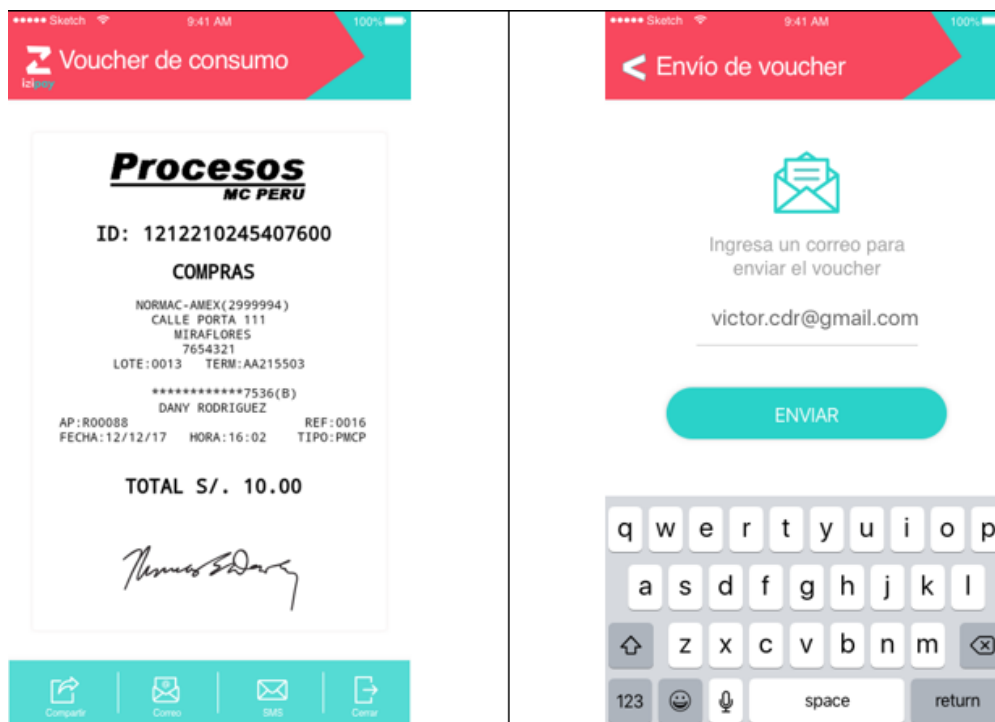 Sketch 9:41 AM 100%
Voucher de consumo
izipay
Procesos
MC PERU
ID: 1212210245407600
COMPRAS
NORMAC-AMEX(2999994)
CALLE PORTA 111
MIRAFLORES
7654321
LOTE:0013 TERM:AA215503
************7536(B)
DANY RODRIGUEZ
AP:R00088 REF:0016
FECHA:12/12/17 HORA:16:02 TIPO:PMCP
TOTAL S/. 10.00
Compartir Correo SMS Cerrar
Sketch 9:41 AM 100%
< Envío de voucher
Ingresa un correo para
enviar el voucher
victor.cdr@gmail.com
ENVIAR
q w e r t y u i o p
a s d f g h j k l
z x c v b n m
123 space return